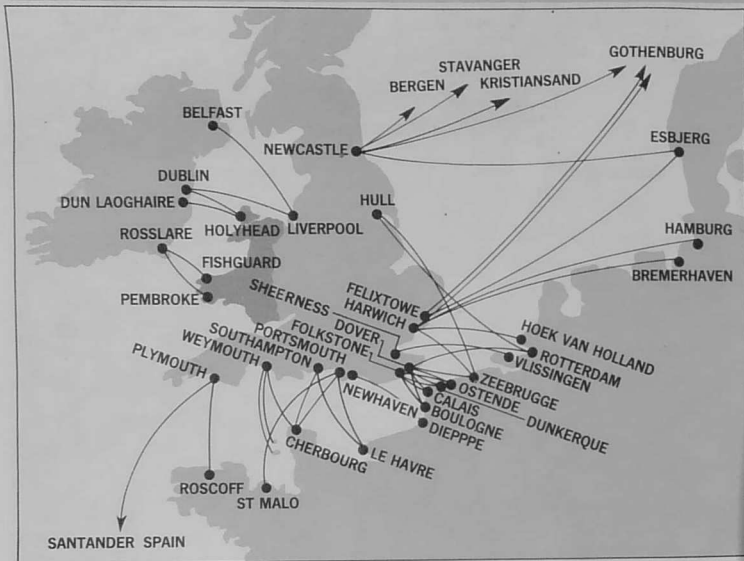 GOTHENBURG
STAVANGER
BERGEN
KRISTIANSAND
BELFAST
NEWCASTLE
ESBJERG
DUBLIN
DUN LAOGHAIRE
HULL
ROSSLARE
HOLYHEAD
LIVERPOOL
HAMBURG
FISHGUARD
BREMERHAVEN
PEMBROKE
FELIXTOWE
HARWICH
SHEERNESS
DOVER
FOLKSTONE
HOEK VAN HOLLAND
ROTTERDAM
VLISSINGEN
PORTSMOUTH
SOUTHAMPTON
WEYMOUTH
PLYMOUTH
ZEEBRUGGE
OSTENDE
DUNKERQUE
NEWHAVEN
CALAIS
BOULOGNE
DIEPPPE
CHERBOURG
LE HAVRE
ROSCOFF
ST MALO
SANTANDER SPAIN